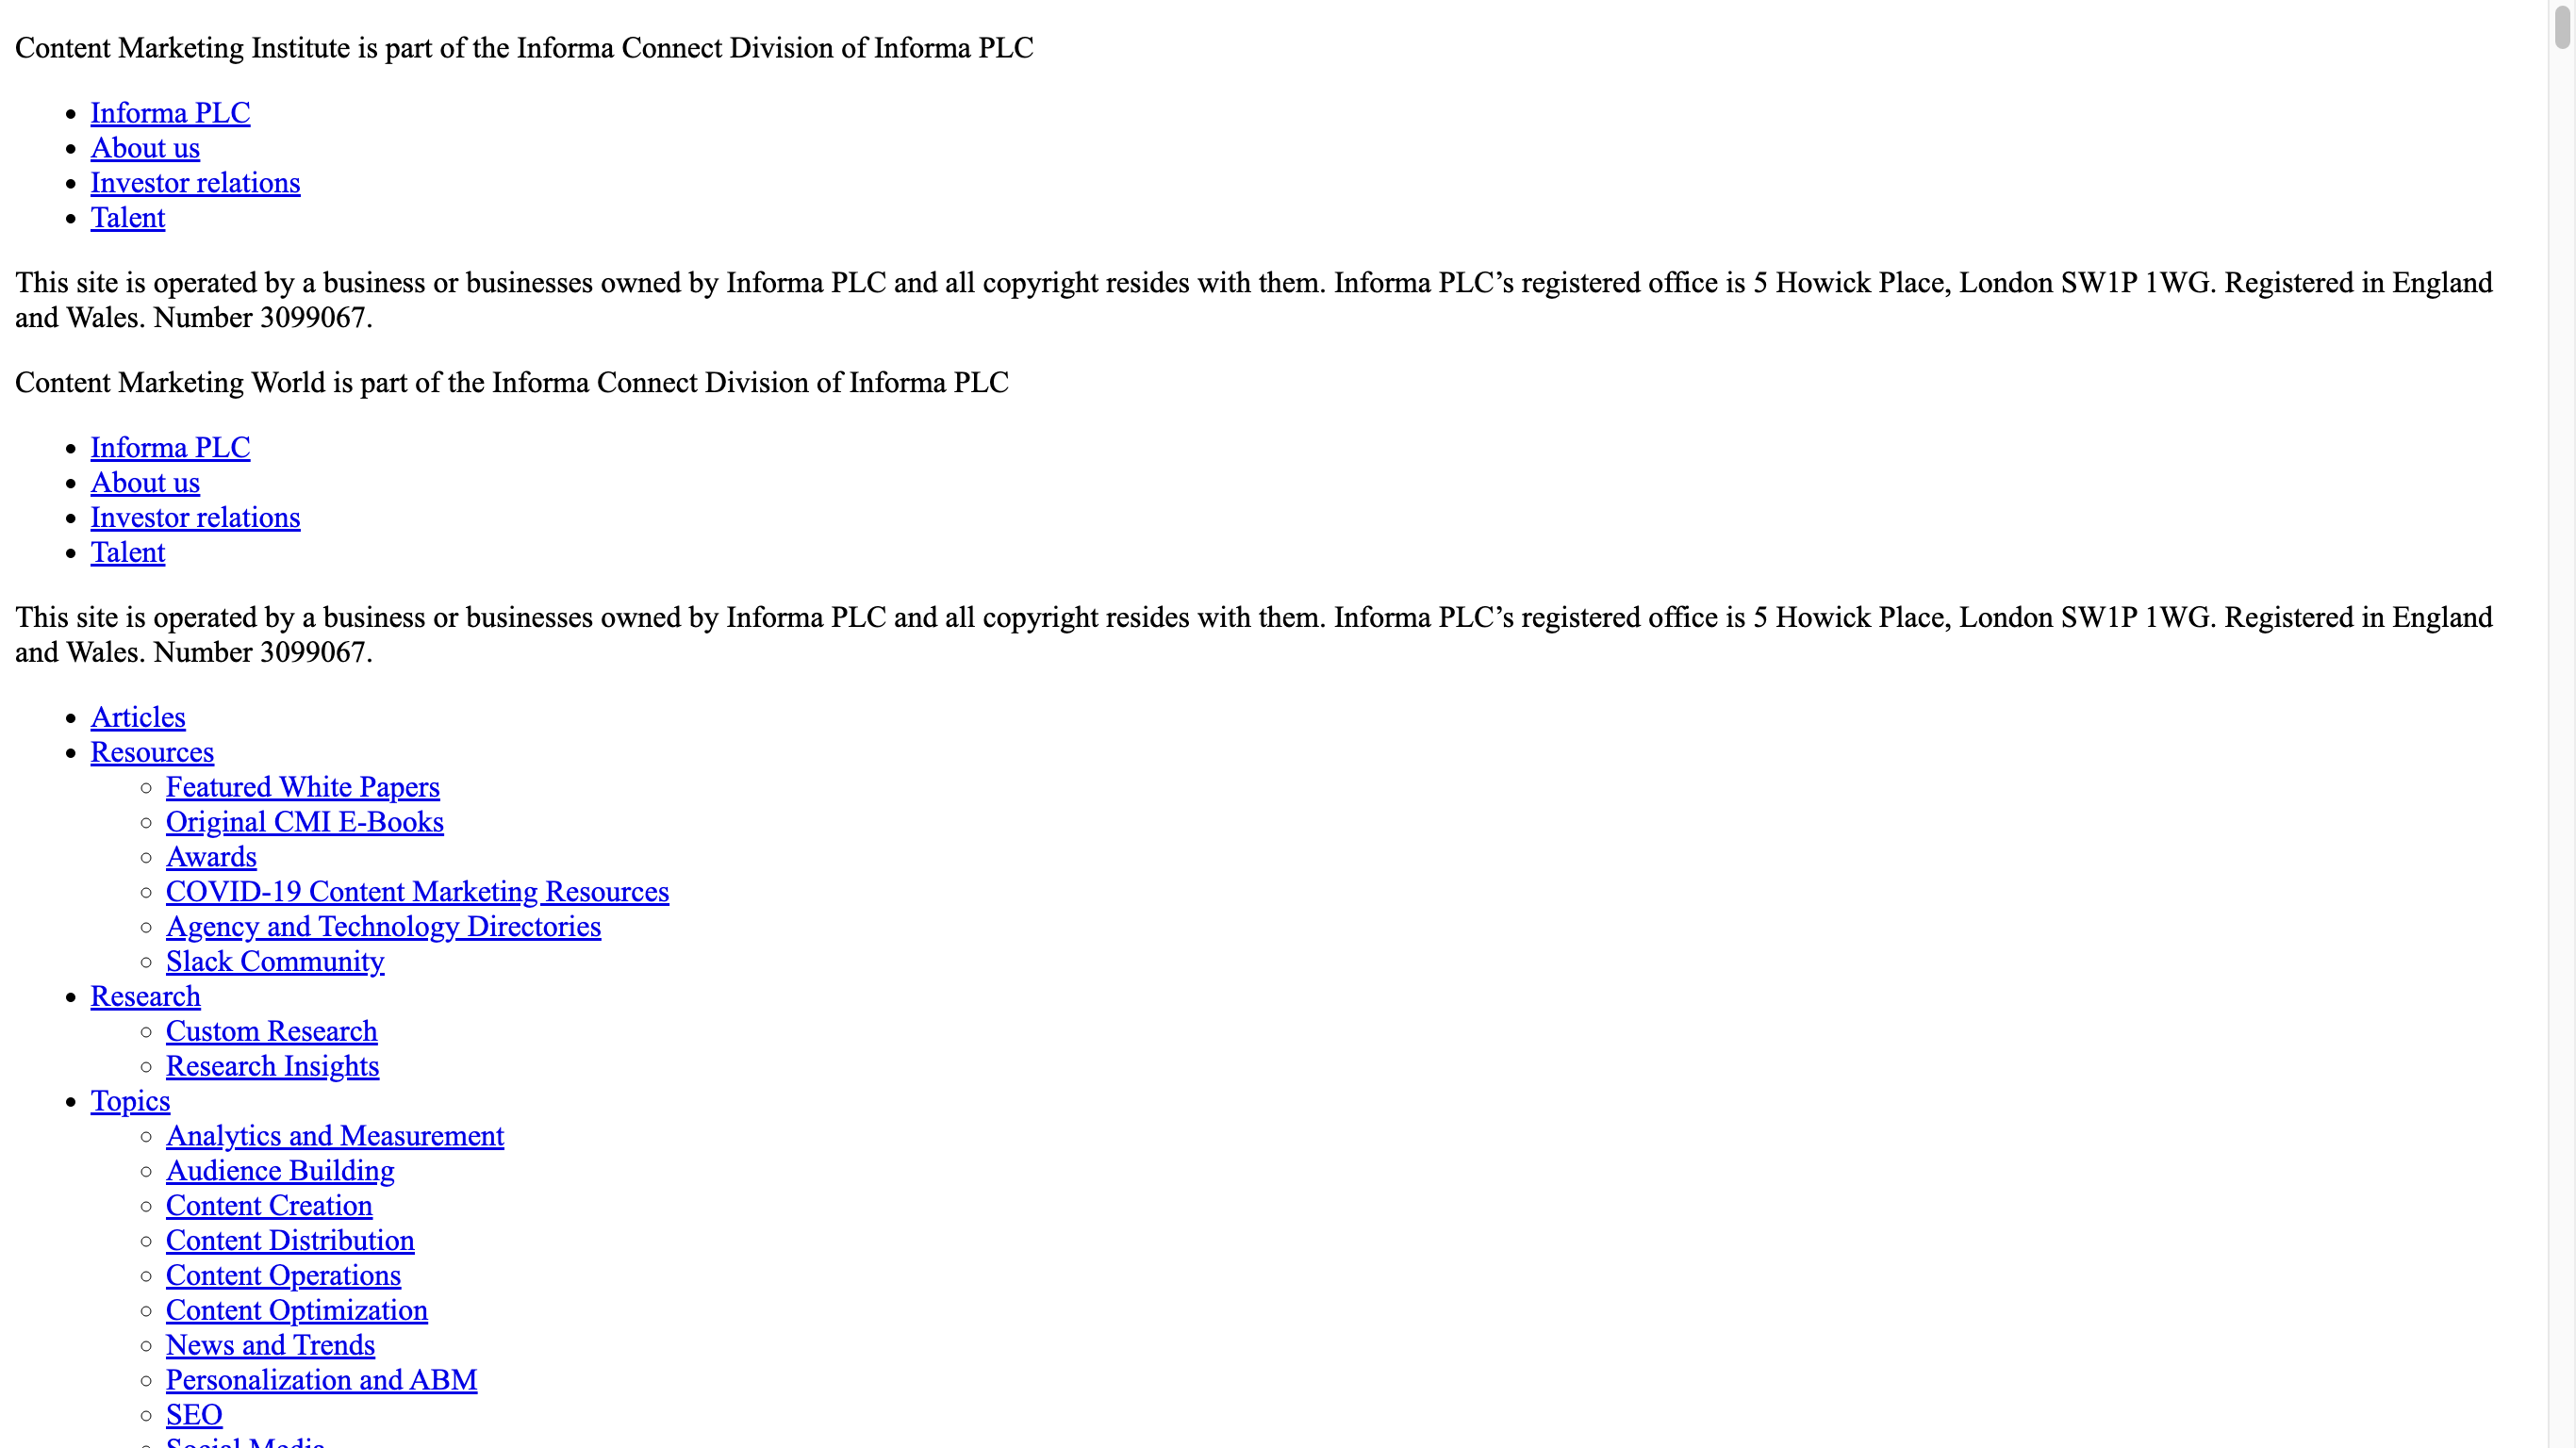 Content Marketing Institute is part of the Informa Connect Division of Informa PLC
Informa PLC
About us
Investor relations
Talent
This site is operated by a business or businesses owned by Informa PLC and all copyright resides with them. Informa PLC’s registered office is 5 Howick Place, London SW1P 1WG. Registered in England
and Wales. Number 3099067.
Content Marketing World is part of the Informa Connect Division of Informa PLC
Informa PLC
About us
Investor relations
Talent
This site is operated by a business or businesses owned by Informa PLC and all copyright resides with them. Informa PLC’s registered office is 5 Howick Place, London SW1P 1WG. Registered in England
and Wales. Number 3099067.
Articles
Resources
Featured White Papers
Original CMI E-Books
Awards
COVID-19 Content Marketing Resources
Agency and Technology Directories
Slack Community
Research
Custom Research
Research Insights
Topics
Analytics and Measurement
Audience Building
Content Creation
Content Distribution
Content Operations
Content Optimization
News and Trends
Personalization and ABM
SEO
Social Media